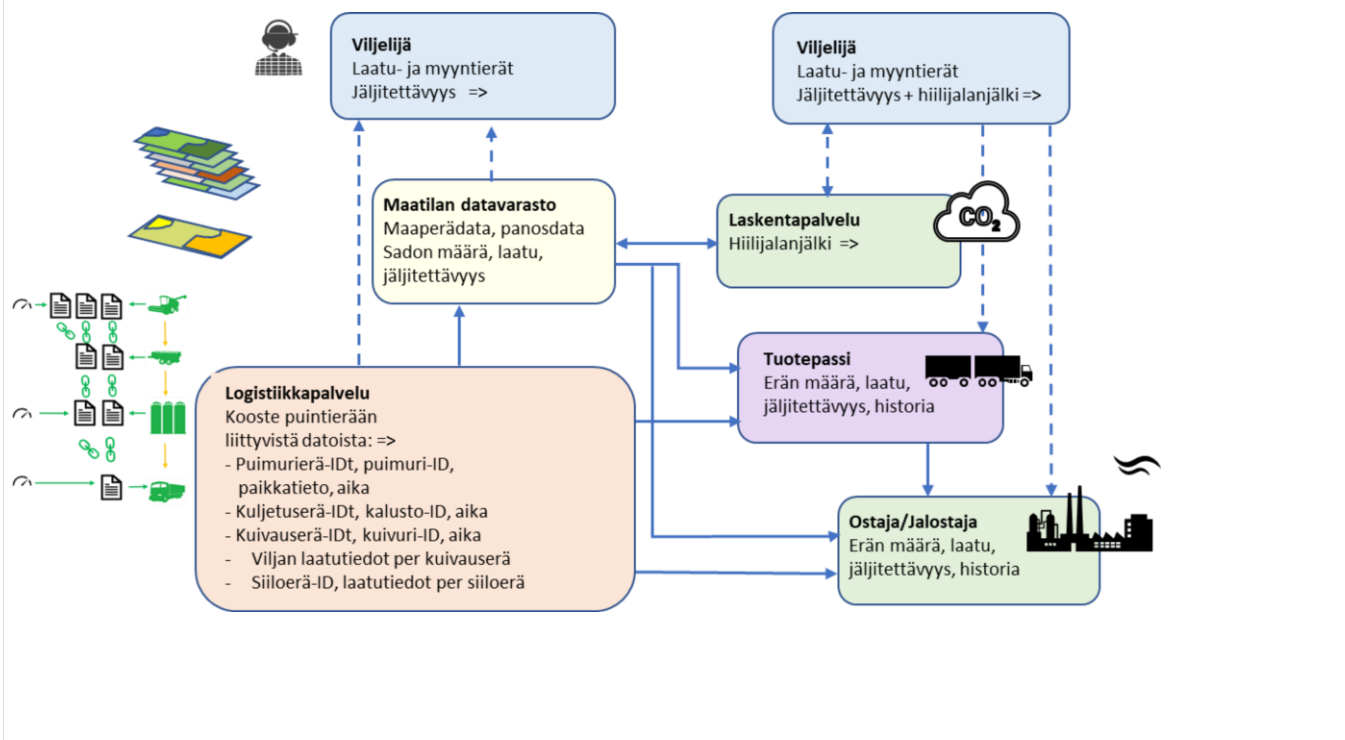 Viljelijä
Laatu- ja myyntierät
Jäljitettävyys =>
Viljelijä
Laatu- ja myyntierät
Jäljitettävyys + hiilijalanjälki =>
Maatilan datavarasto
Maaperädata, panosdata
Sadon määrä, laatu,
jäljitettävyys
Laskentapalvelu
Hiilijalanjälki =>
CO2
Tuotepassi
Erän määrä, laatu,
jäljitettävyys, historia
Logistiikkapalvelu
Kooste puintierään
liittyvistä datoista: =>
- Puimurierä-IDt, puimuri-ID,
paikkatieto, aika
- Kuljetuserä-IDt, kalusto-ID, aika
- Kuivauserä-IDt, kuivuri-ID, aika
- Viljan laatutiedot per kuivauserä
- Siiloerä-ID, laatutiedot per siiloerä
Ostaja/Jalostaja
Erän määrä, laatu,
jäljitettävyys, historia